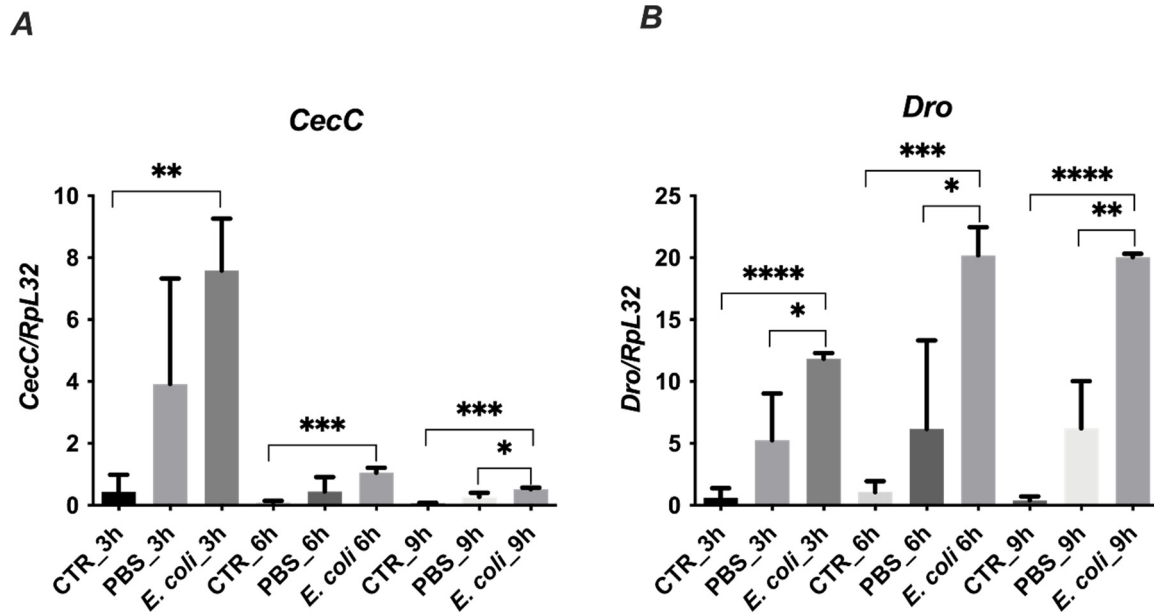 A
CecC
**
***
***
*
10
8
6
4
2
0
CecC/RpL32
CTR_3h
PBS_3h
E. coli_3h
CTR_6h
PBS_6h
E. coli 6h
CTR_9h
PBS_9h
E. coli_9h
B
Dro
***
****
*
**
****
*
25
20
15
10
5
0
Dro/RpL32
CTR_3h
PBS_3h
E. coli_3h
CTR_6h
PBS_6h
E. coli 6h
CTR_9h
PBS_9h
E. coli_9h